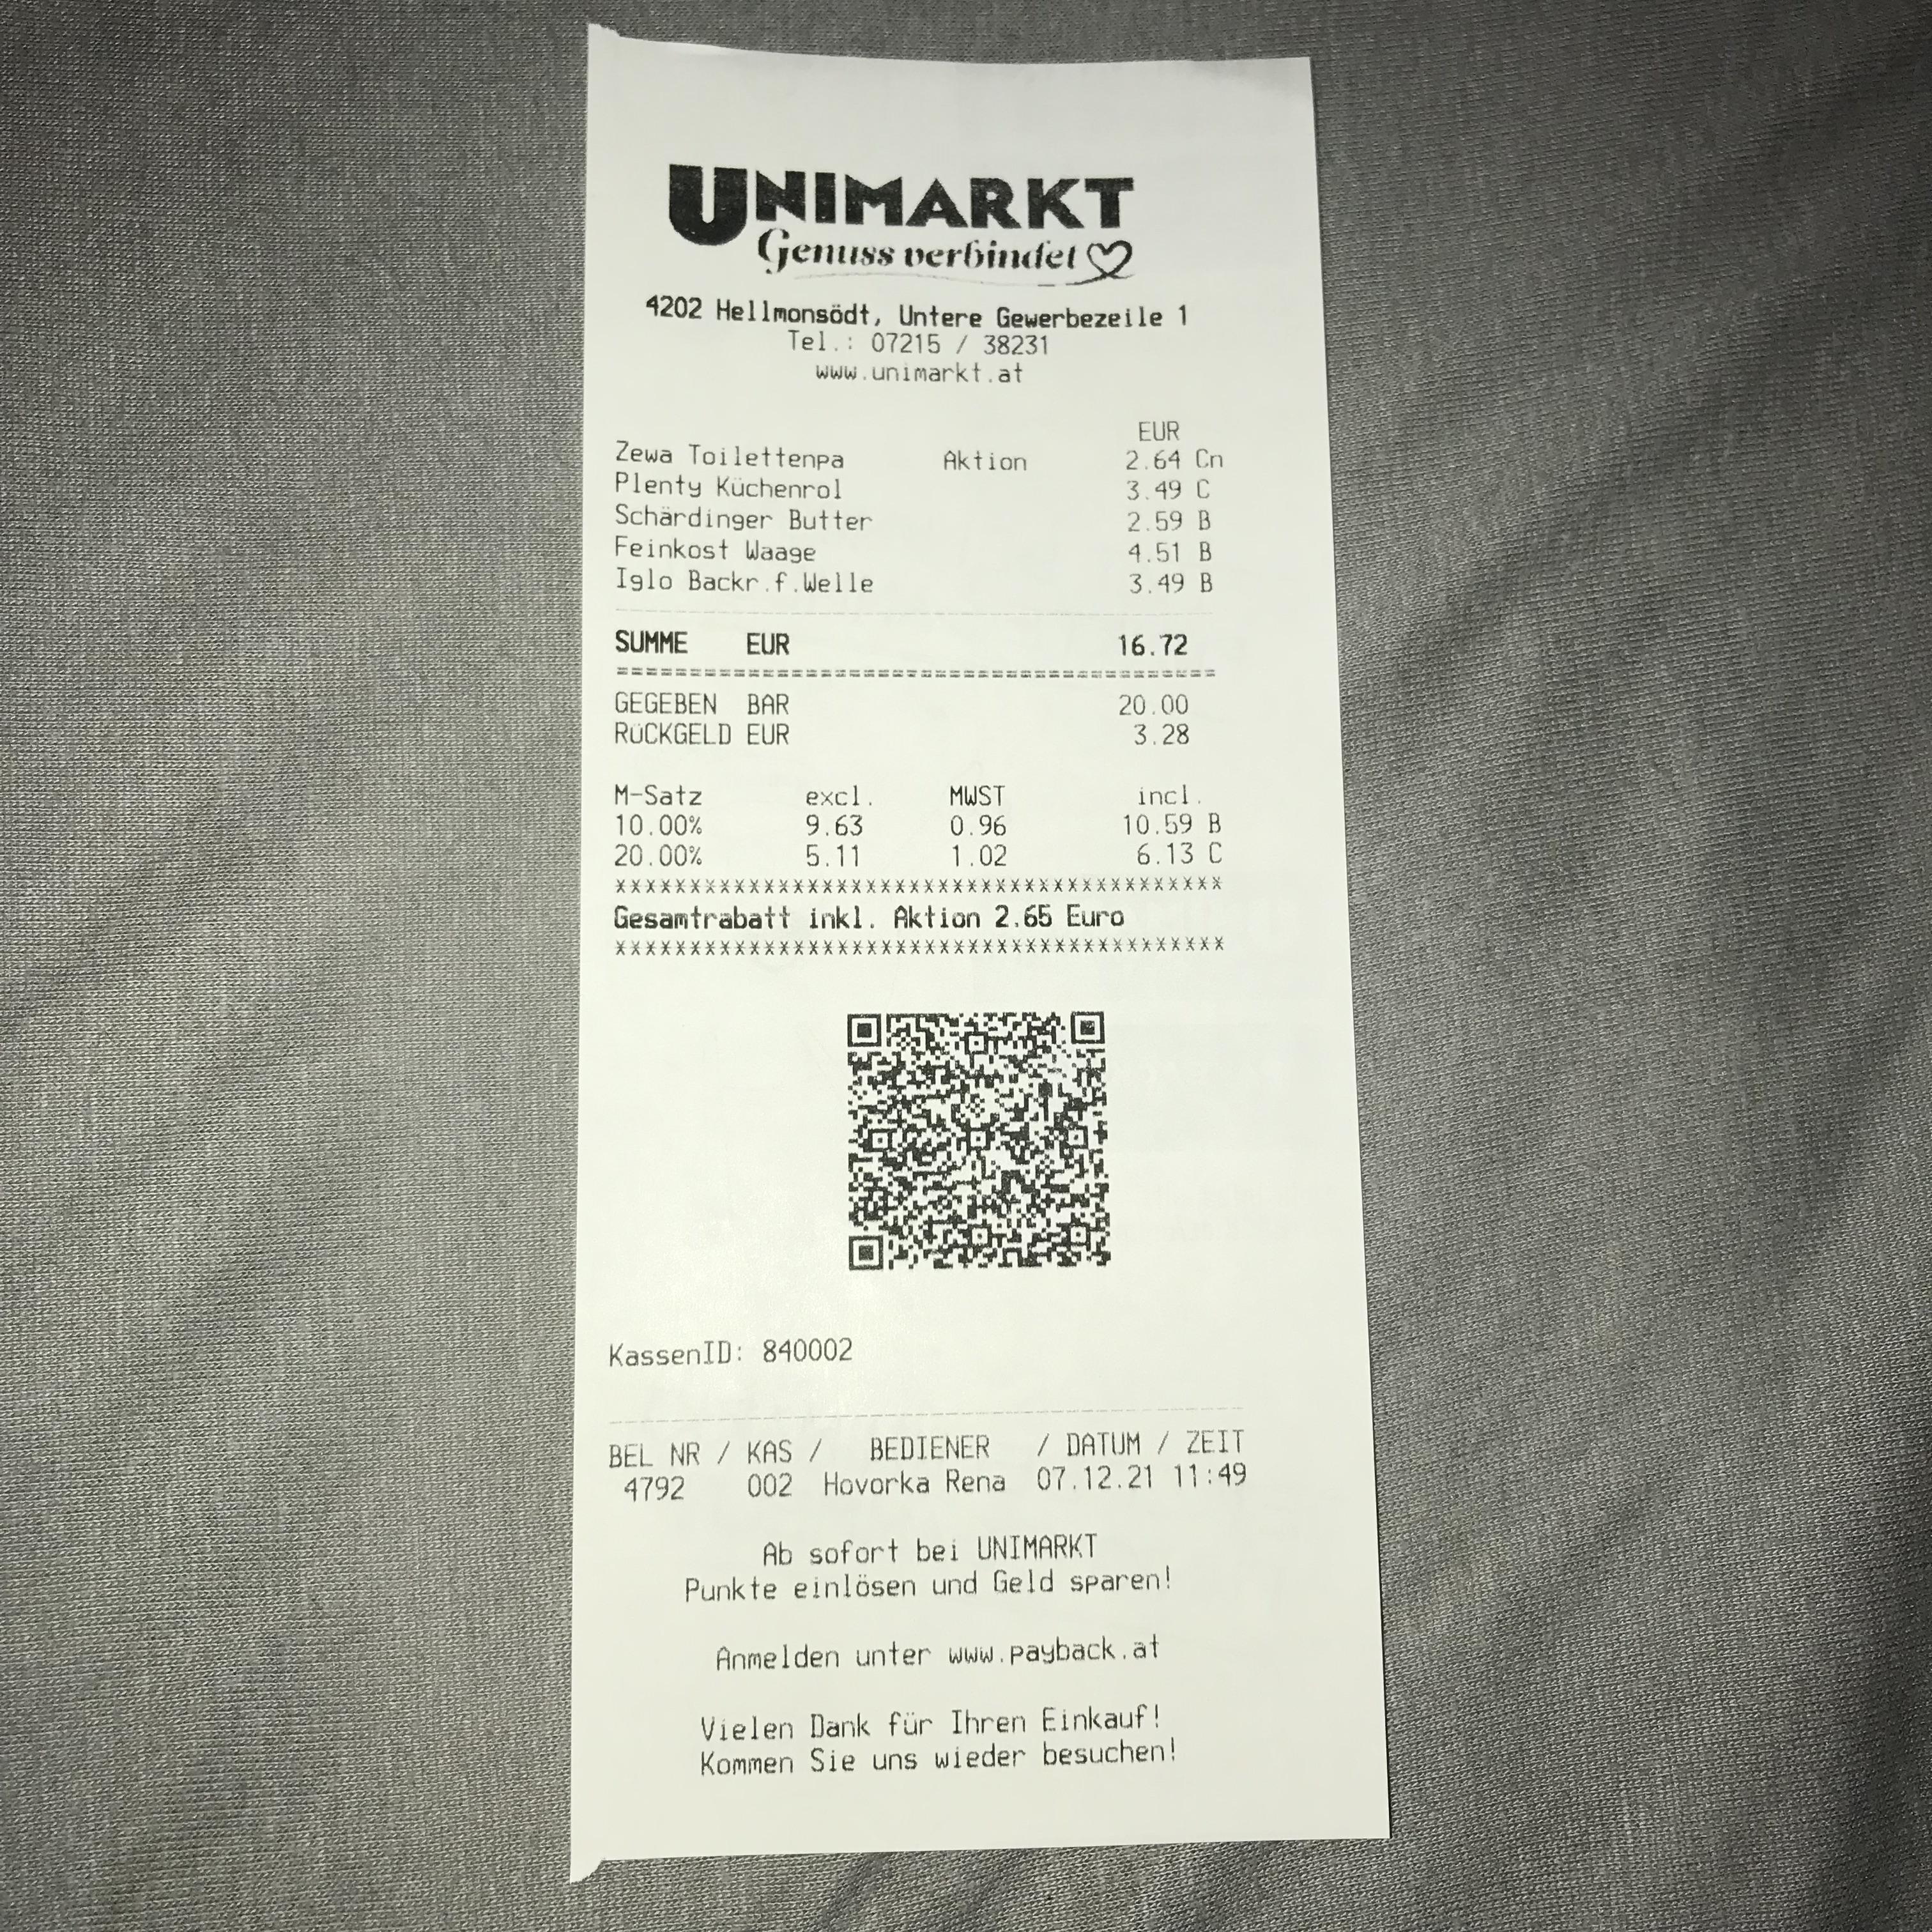 UNIMARKT
Genuss verbindet
4202 Hellmonsödt, Untere Gewerbezeile 1
Tel.: 07215 / 38231
www.unimarkt.at
EUR
Zewa Toilettenpa Aktion 2.64 Cn
Plenty Küchenrol 3.49 C
Schärdinger Butter 2.59 B
Feinkost Waage 4.51 B
Iglo Backr.f.Welle 3.49 B
SUMME EUR 16.72
=========================================
GEGEBEN BAR 20.00
RÜCKGELD EUR 3.28
M-Satz excl. MWST incl.
10.00% 9.63 0.96 10.59 B
20.00% 5.11 1.02 6.13 C
******************************************
Gesamtrabatt inkl. Aktion 2.65 Euro
******************************************
KassenID: 840002
BEL NR / KAS / BEDIENER / DATUM / ZEIT
4792 002 Hovorka Rena 07.12.21 11:49
Ab sofort bei UNIMARKT
Punkte einlösen und Geld sparen!
Anmelden unter www.payback.at
Vielen Dank für Ihren Einkauf!
Kommen Sie uns wieder besuchen!